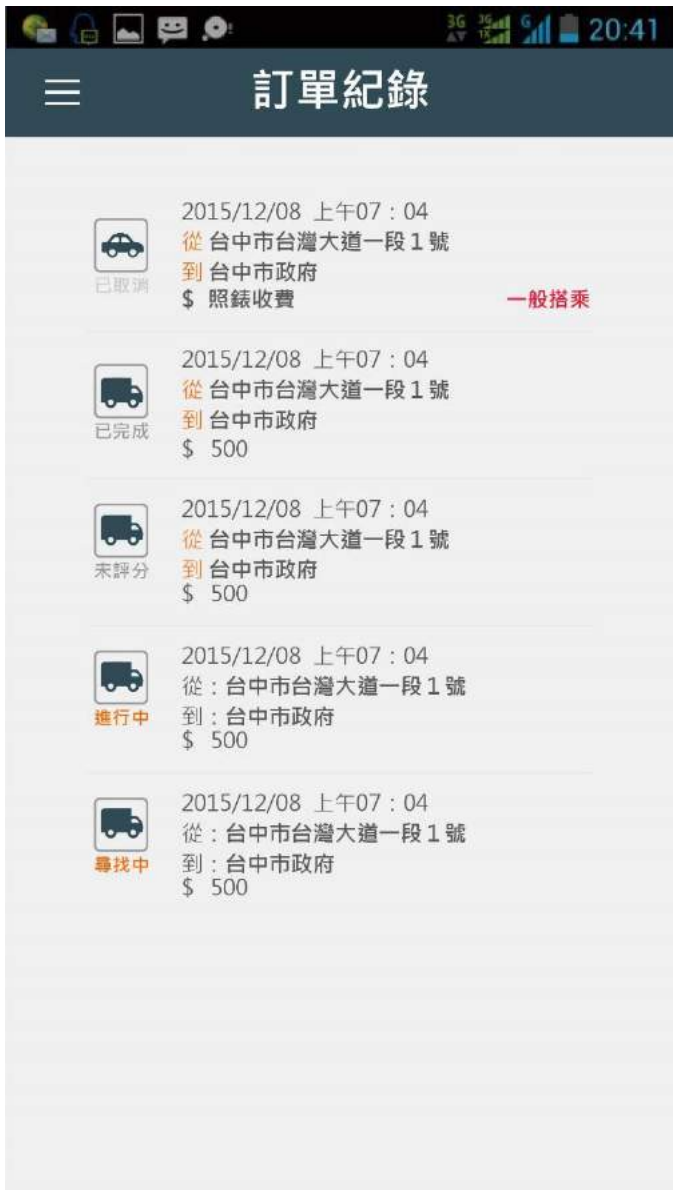 3G 3G 1X G 20:41
訂單紀錄
2015/12/08 上午07：04
從 台中市台灣大道一段１號
已取消 到 台中市政府
$ 照錶收費 一般搭乘
2015/12/08 上午07：04
從 台中市台灣大道一段１號
已完成 到 台中市政府
$ 500
2015/12/08 上午07：04
從 台中市台灣大道一段１號
未評分 到 台中市政府
$ 500
2015/12/08 上午07：04
從：台中市台灣大道一段１號
進行中 到：台中市政府
$ 500
2015/12/08 上午07：04
從：台中市台灣大道一段１號
尋找中 到：台中市政府
$ 500